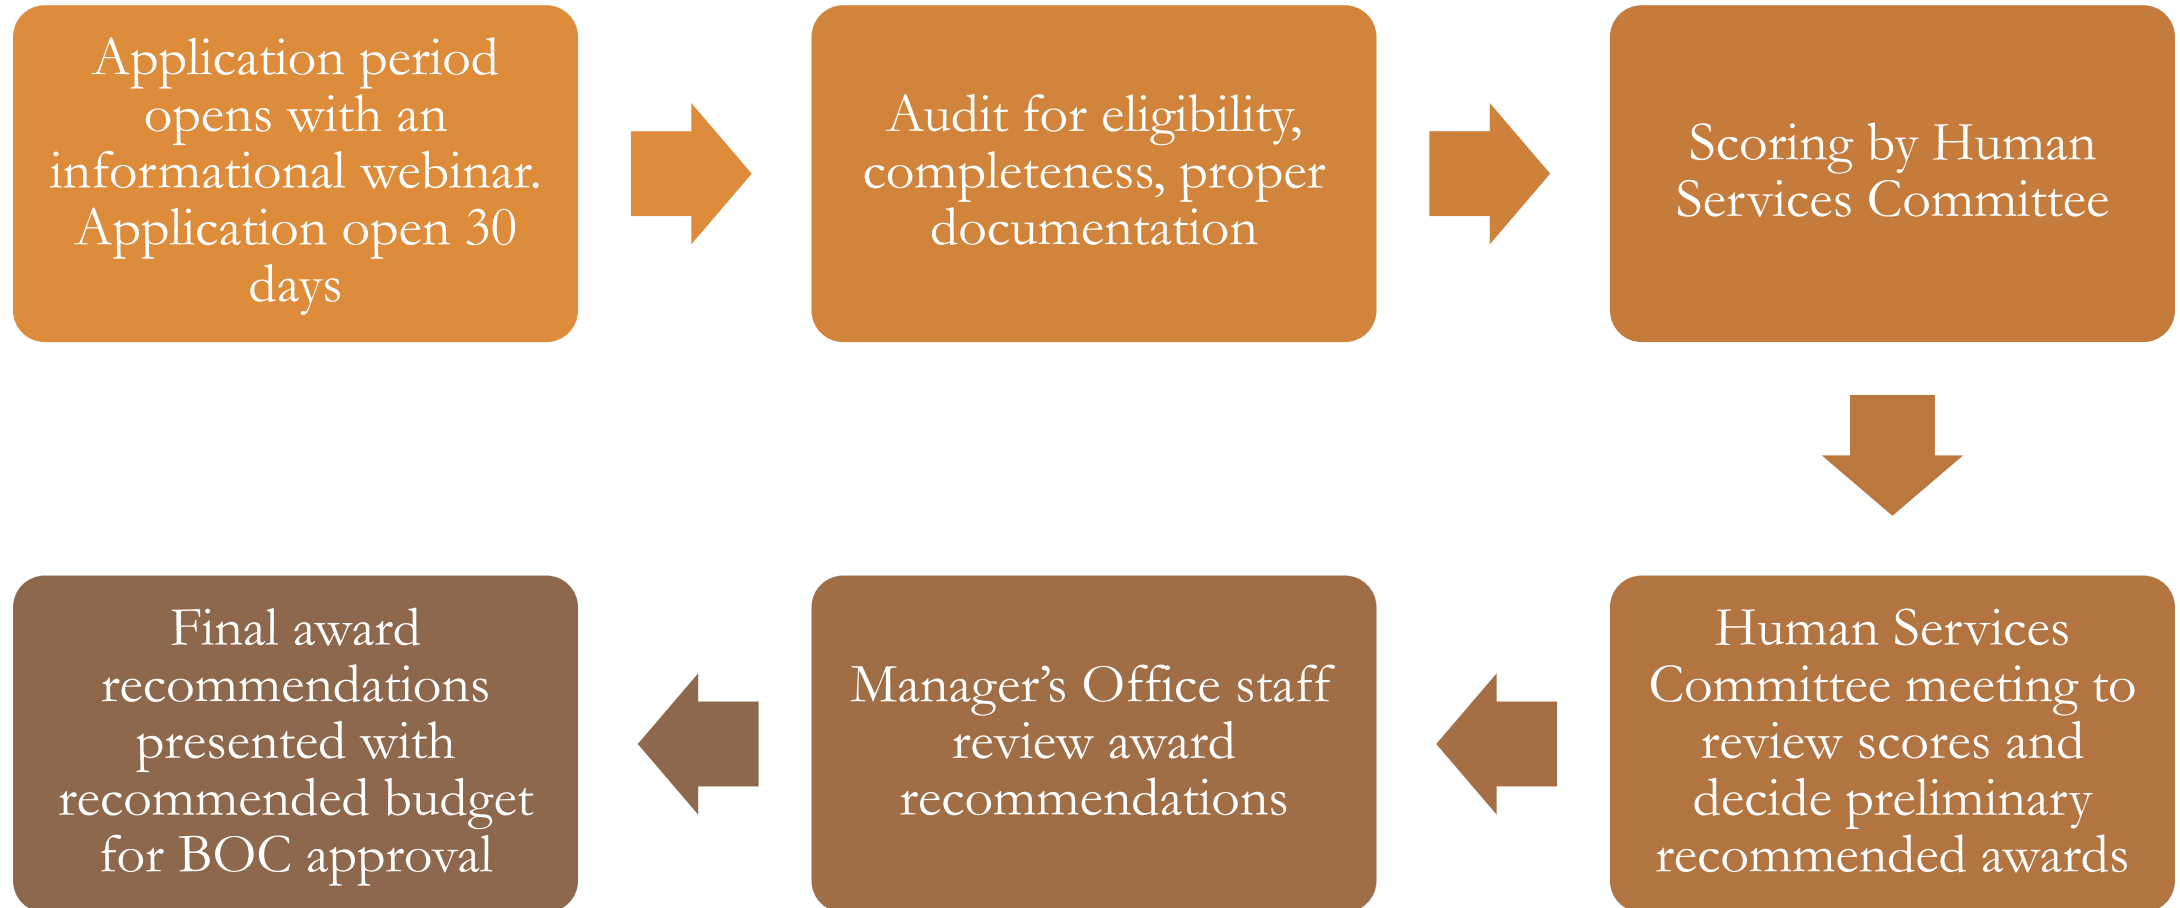 Application period
opens with an
informational webinar.
Application open 30
days
Audit for eligibility,
completeness, proper
documentation
Scoring by Human
Services Committee
Human Services
Committee meeting to
review scores and
decide preliminary
recommended awards
Manager’s Office staff
review award
recommendations
Final award
recommendations
presented with
recommended budget
for BOC approval